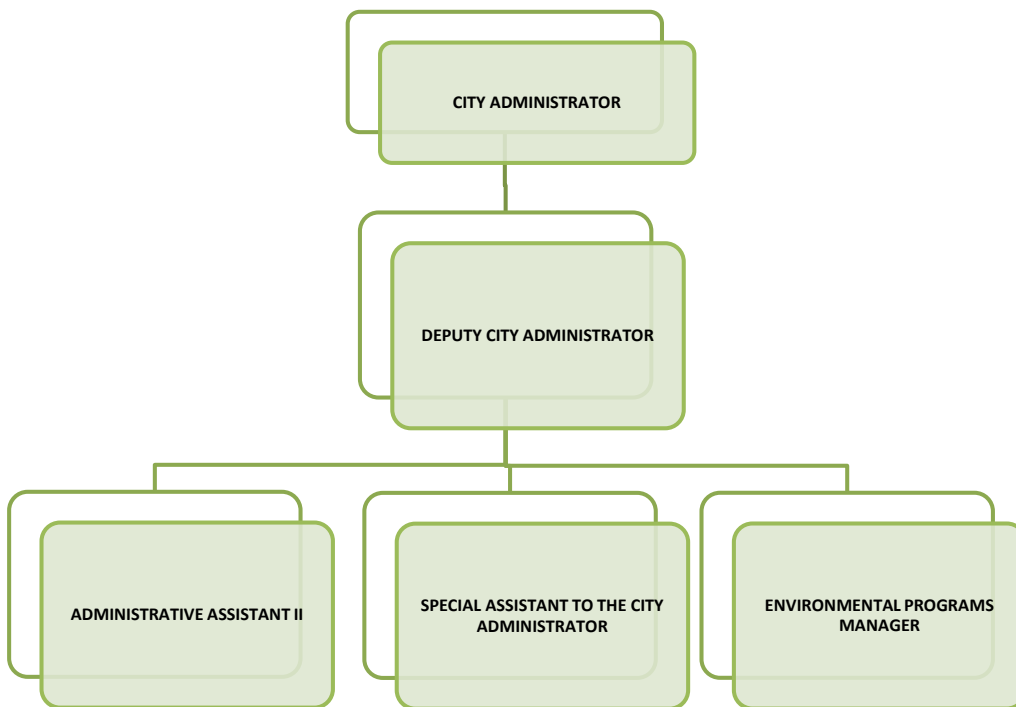 CITY ADMINISTRATOR
DEPUTY CITY ADMINISTRATOR
ADMINISTRATIVE ASSISTANT II
SPECIAL ASSISTANT TO THE CITY
ADMINISTRATOR
ENVIRONMENTAL PROGRAMS
MANAGER